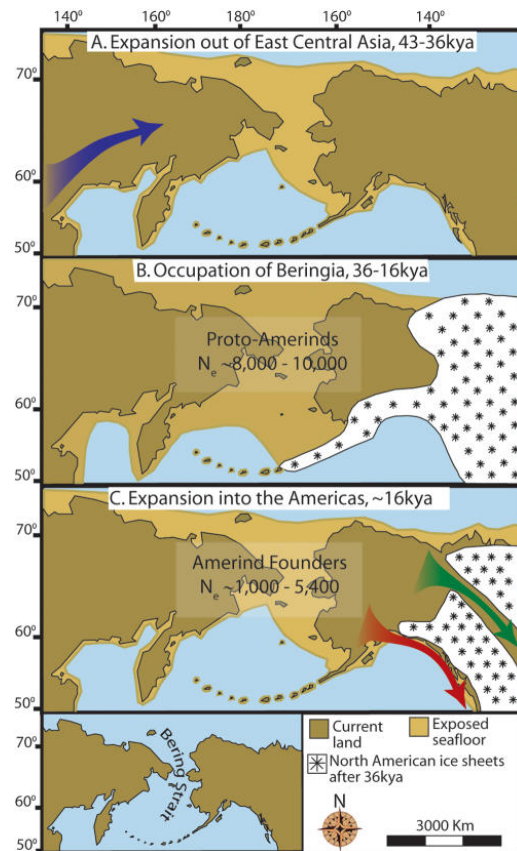 140° 160° 180° 160° 140°
A. Expansion out of East Central Asia, 43-36kya
70°
60°
50°
B. Occupation of Beringia, 36-16kya
70°
Proto-Amerinds
Ne ~8,000 - 10,000
60°
50°
C. Expansion into the Americas, ~16kya
70°
Amerind Founders
Ne ~1,000 - 5,400
60°
50°
70°
Bering Strait
60°
50°
Current land
Exposed seafloor
North American ice sheets after 36kya
N
3000 Km